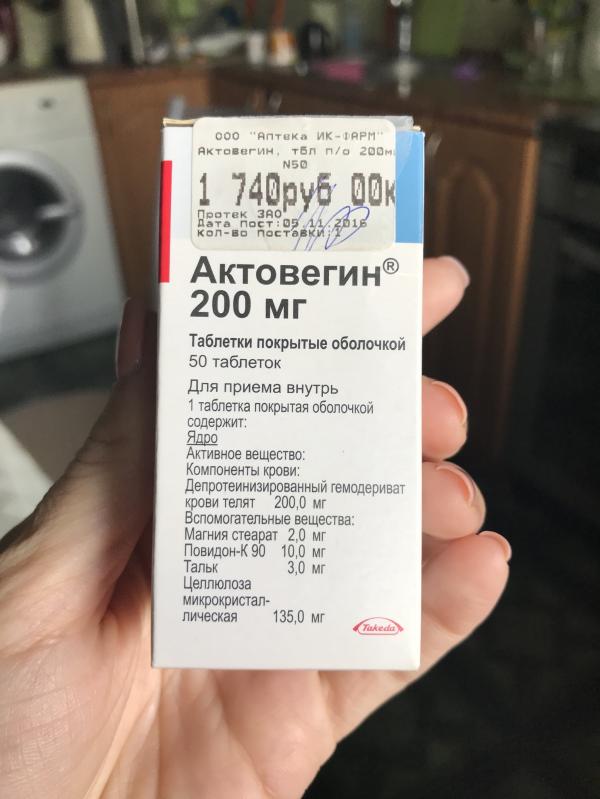 ООО "Аптека ИК-ФАРМ"
Актовегин, тбл п/о 200м
N50
1 740руб 00к
Протек ЗАО
Дата Пост:05.11.2016
Кол-во поставки:1
Актовегин®
200 мг
Таблетки покрытые оболочкой
50 таблеток
Для приема внутрь
1 таблетка покрытая оболочкой
содержит:
Ядро
Активное вещество:
Компоненты крови:
Депротеинизированный гемодериват
крови телят 200,0 мг
Вспомогательные вещества:
Магния стеарат 2,0 мг
Повидон-К 90 10,0 мг
Тальк 3,0 мг
Целлюлоза
микрокристал-
лическая 135,0 мг
Takeda